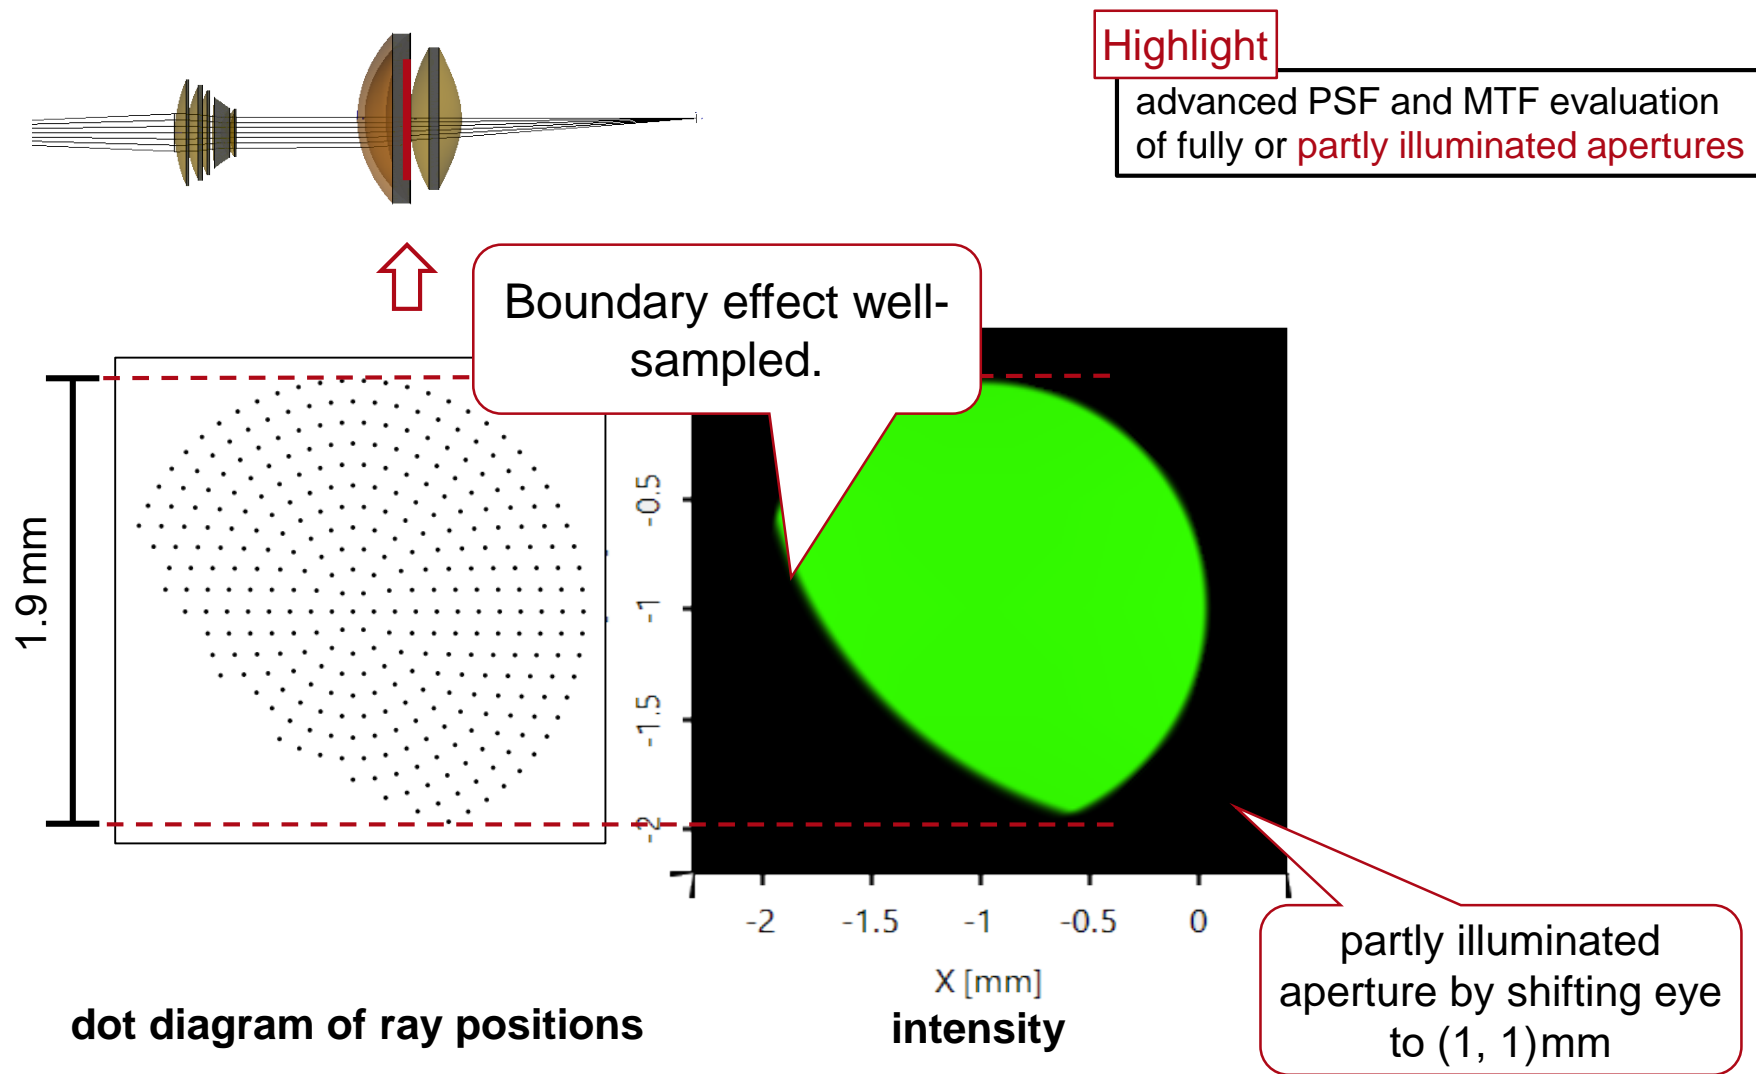 Highlight
advanced PSF and MTF evaluation
of fully or partly illuminated apertures
Boundary effect well-
sampled.
1.9 mm
-0.5
-1
-1.5
-2
-2 -1.5 -1 -0.5 0
X [mm]
dot diagram of ray positions
intensity
partly illuminated
aperture by shifting eye
to (1, 1) mm